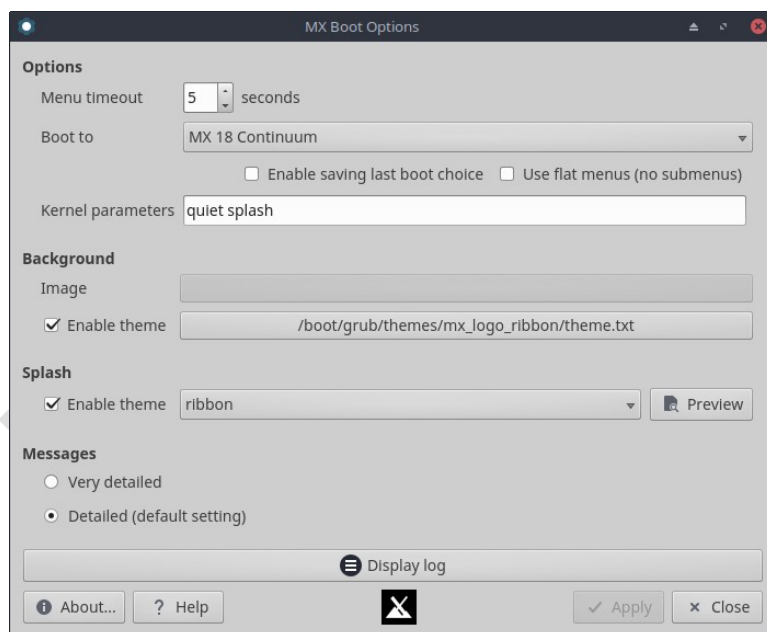 MX Boot Options
Options
Menu timeout 5 seconds
Boot to MX 18 Continuum
Enable saving last boot choice Use flat menus (no submenus)
Kernel parameters quiet splash
Background
Image
Enable theme /boot/grub/themes/mx_logo_ribbon/theme.txt
Splash
Enable theme ribbon Preview
Messages
Very detailed
Detailed (default setting)
Display log
About... ? Help Apply Close